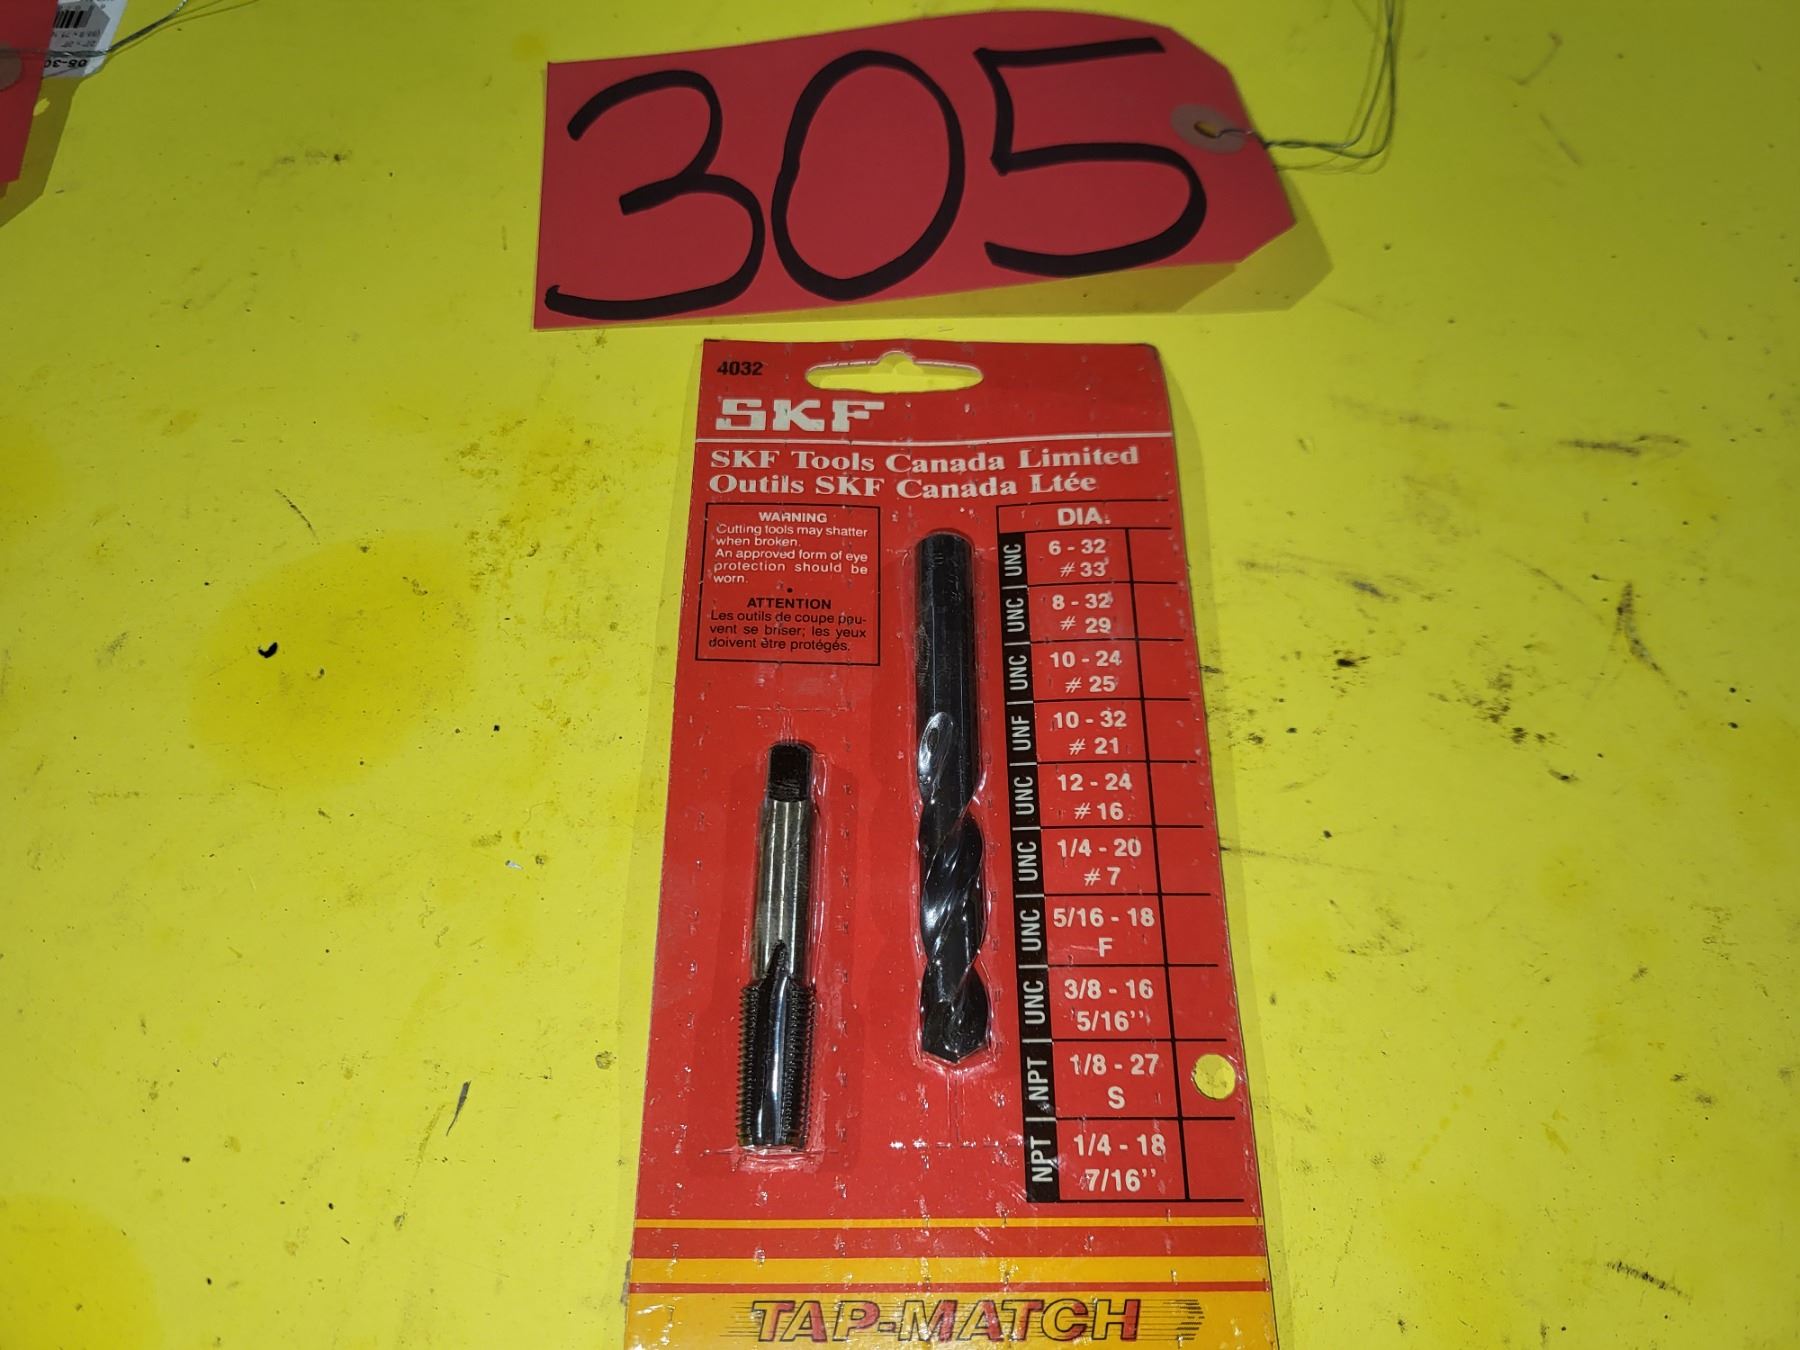 305
4032
SKF
SKF Tools Canada Limited
Outils SKF Canada Ltée
WARNING
Cutting tools may shatter
when broken.
An approved form of eye
protection should be
worn.
ATTENTION
Les outils de coupe peu-
vent se briser; les yeux
doivent être protégés.
DIA.
UNC 6 - 32
# 33
UNC 8 - 32
# 29
UNC 10 - 24
# 25
UNF 10 - 32
# 21
UNC 12 - 24
# 16
UNC 1/4 - 20
# 7
UNC 5/16 - 18
F
UNC 3/8 - 16
5/16''
NPT 1/8 - 27
S
NPT 1/4 - 18
7/16''
TAP-MATCH